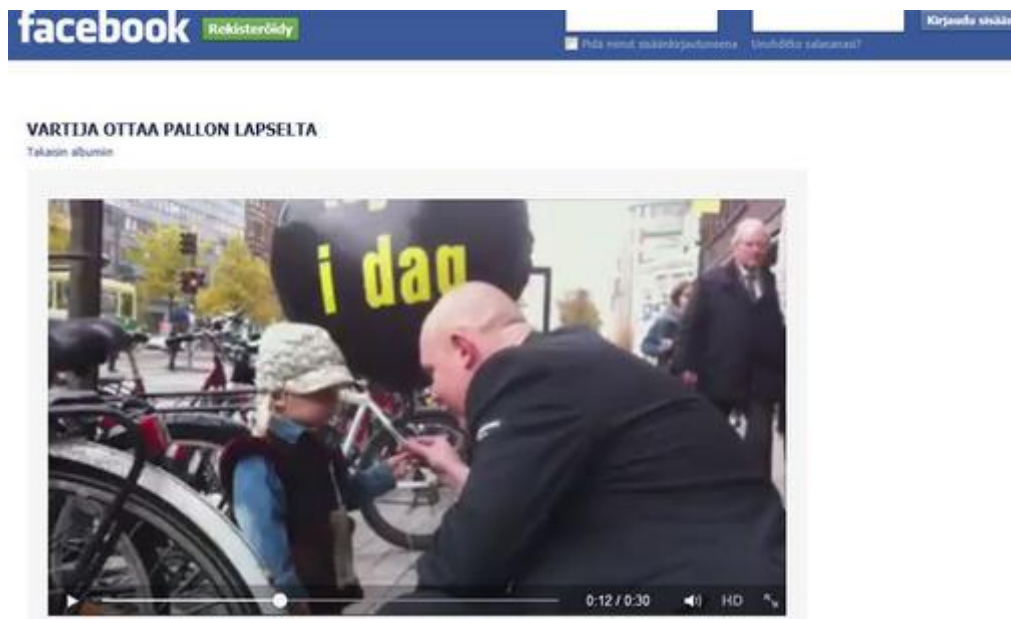 facebook Rekisteröidy
Kirjaudu sisään
Pidä minut sisäänkirjautuneena Unohditko salasanasi?
VARTIJA OTTAA PALLON LAPSELTA
Takaisin albumiin
i dag
0:12 / 0:30 HD